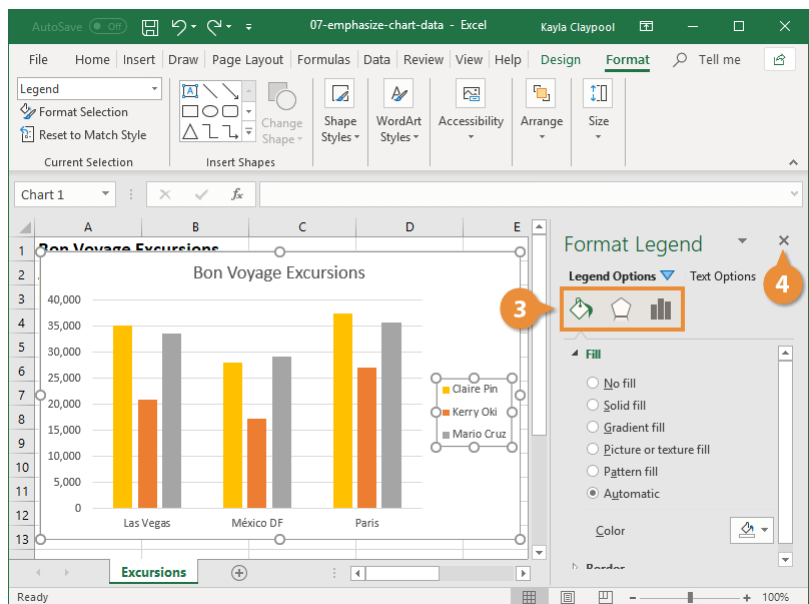 AutoSave Off 07-emphasize-chart-data - Excel Kayla Claypool
File Home Insert Draw Page Layout Formulas Data Review View Help Design Format Tell me
Legend
Format Selection
Reset to Match Style
Current Selection
Change
Shape
Insert Shapes
Shape
Styles
WordArt
Styles
Accessibility
Arrange
Size
Chart 1 fx
A B C D E
1 Bon Voyage Excursions
2
3
4
5
6
7
8
9
10
11
12
13
Bon Voyage Excursions
40,000
35,000
30,000
25,000
20,000
15,000
10,000
5,000
0
Las Vegas México DF Paris
Claire Pin
Kerry Oki
Mario Cruz
Format Legend
4
Legend Options Text Options
3
Fill
No fill
Solid fill
Gradient fill
Picture or texture fill
Pattern fill
Automatic
Color
Border
Excursions
Ready 100%